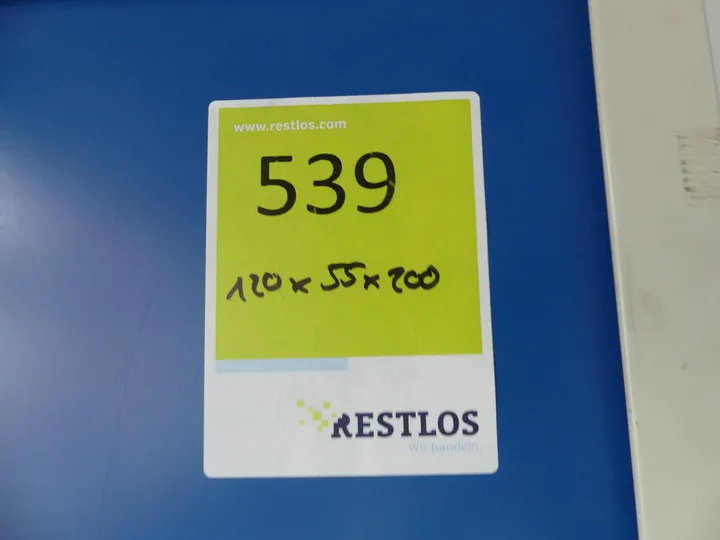 www.restlos.com
539
120 x 55 x 200
RESTLOS
Wir handeln